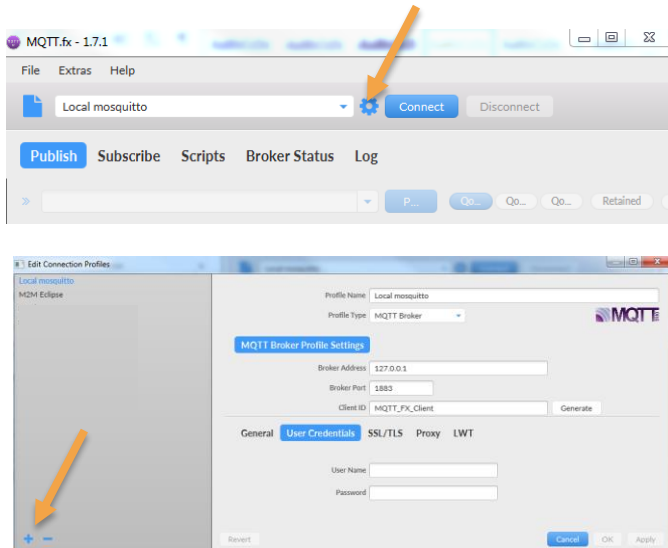 MQTT.fx - 1.7.1
File Extras Help
Local mosquitto Connect Disconnect
Publish Subscribe Scripts Broker Status Log
» P... Qo... Qo... Qo... Retained
Edit Connection Profiles
Local mosquitto
M2M Eclipse
Profile Name Local mosquitto
Profile Type MQTT Broker
MQTT
MQTT Broker Profile Settings
Broker Address 127.0.0.1
Broker Port 1883
Client ID MQTT_FX_Client Generate
General User Credentials SSL/TLS Proxy LWT
User Name
Password
+ - Revert Cancel OK Apply